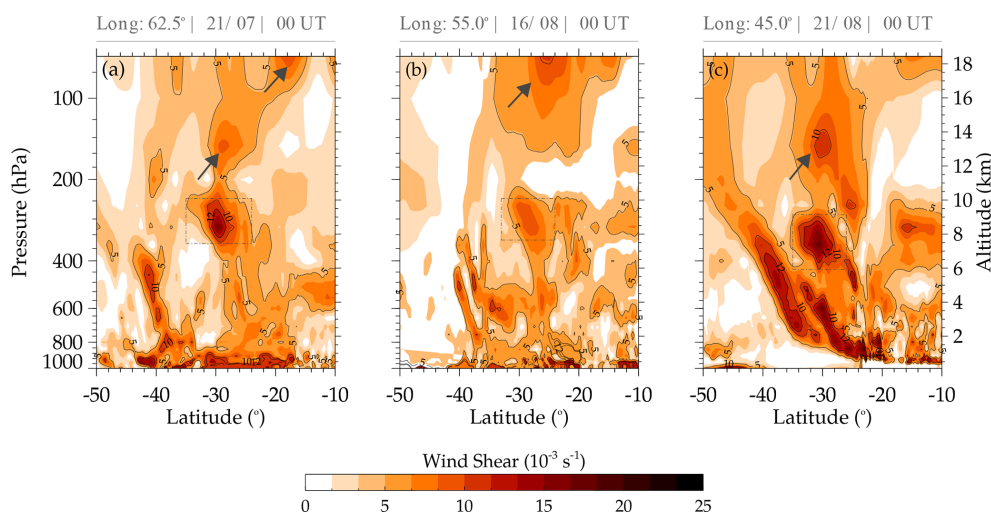 Long: 62.5° | 21/ 07 | 00 UT
Long: 55.0° | 16/ 08 | 00 UT
Long: 45.0° | 21/ 08 | 00 UT
(a)
(b)
(c)
Pressure (hPa)
100
200
400
600
800
1000
18
16
14
12
10
8
6
4
2
Altitude (km)
-50 -40 -30 -20 -10
-50 -40 -30 -20 -10
-50 -40 -30 -20 -10
Latitude (°)
Latitude (°)
Latitude (°)
Wind Shear (10⁻³ s⁻¹)
0 5 10 15 20 25